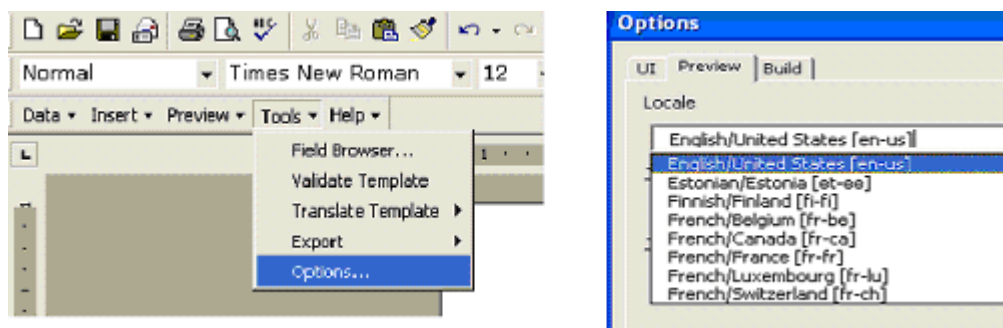 Normal Times New Roman 12
Data Insert Preview Tools Help
Field Browser...
Validate Template
Translate Template
Export
Options...
1
Options
UI Preview Build
Locale
English/United States [en-us]
English/United States [en-us]
Estonian/Estonia [et-ee]
Finnish/Finland [fi-fi]
French/Belgium [fr-be]
French/Canada [fr-ca]
French/France [fr-fr]
French/Luxembourg [fr-lu]
French/Switzerland [fr-ch]